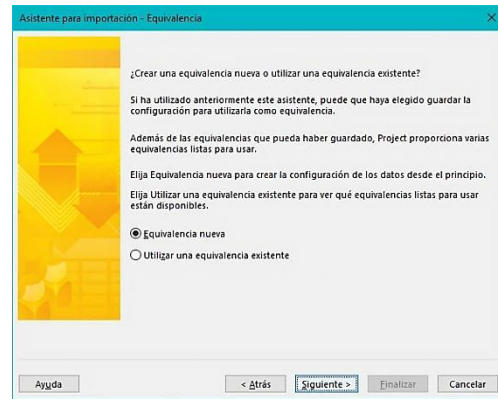 Asistente para importación - Equivalencia
¿Crear una equivalencia nueva o utilizar una equivalencia existente?
Si ha utilizado anteriormente este asistente, puede que haya elegido guardar la
configuración para utilizarla como equivalencia.
Además de las equivalencias que pueda haber guardado, Project proporciona varias
equivalencias listas para usar.
Elija Equivalencia nueva para crear la configuración de los datos desde el principio.
Elija Utilizar una equivalencia existente para ver qué equivalencias listas para usar
están disponibles.
Equivalencia nueva
Utilizar una equivalencia existente
Ayuda < Atrás Siguiente > Finalizar Cancelar